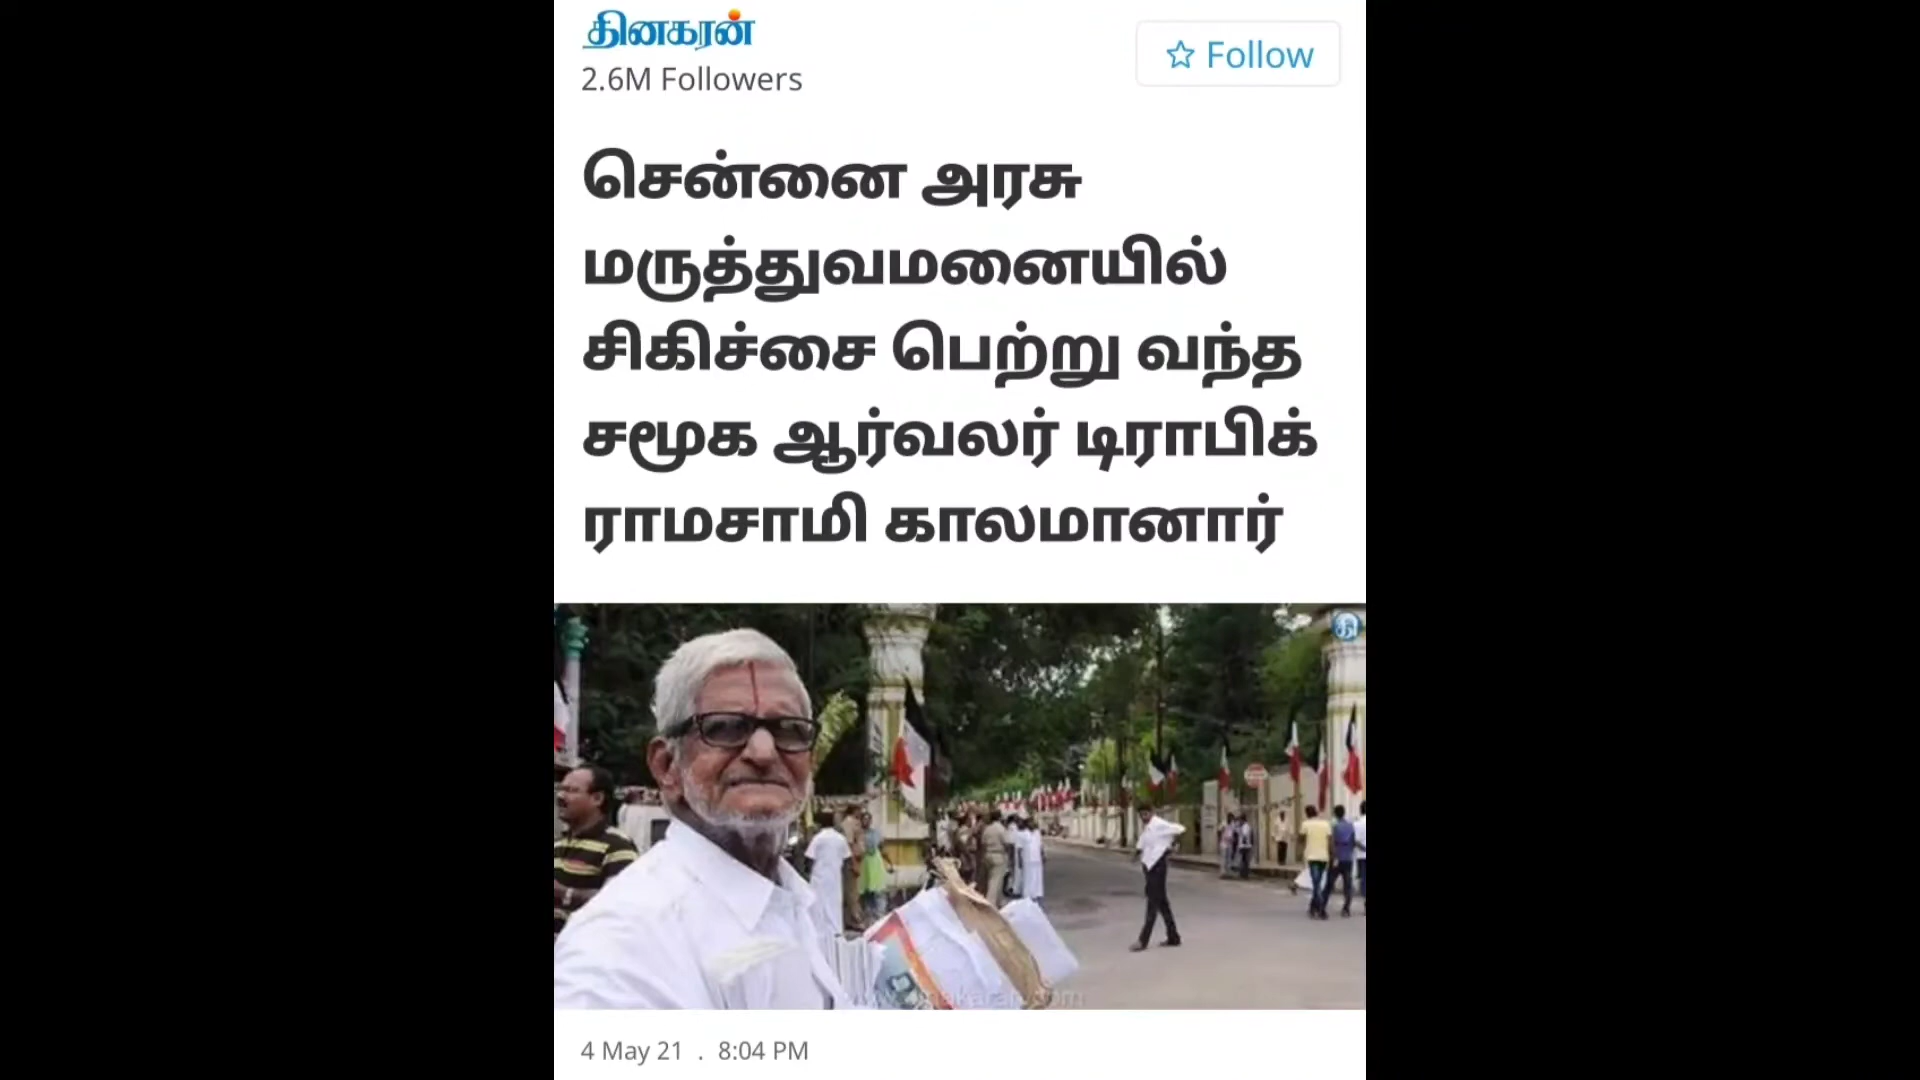 தினகரன்
2.6M Followers
Follow
சென்னை அரசு
மருத்துவமனையில்
சிகிச்சை பெற்று வந்த
சமூக ஆர்வலர் டிராபிக்
ராமசாமி காலமானார்
தி
4 May 21 . 8:04 PM